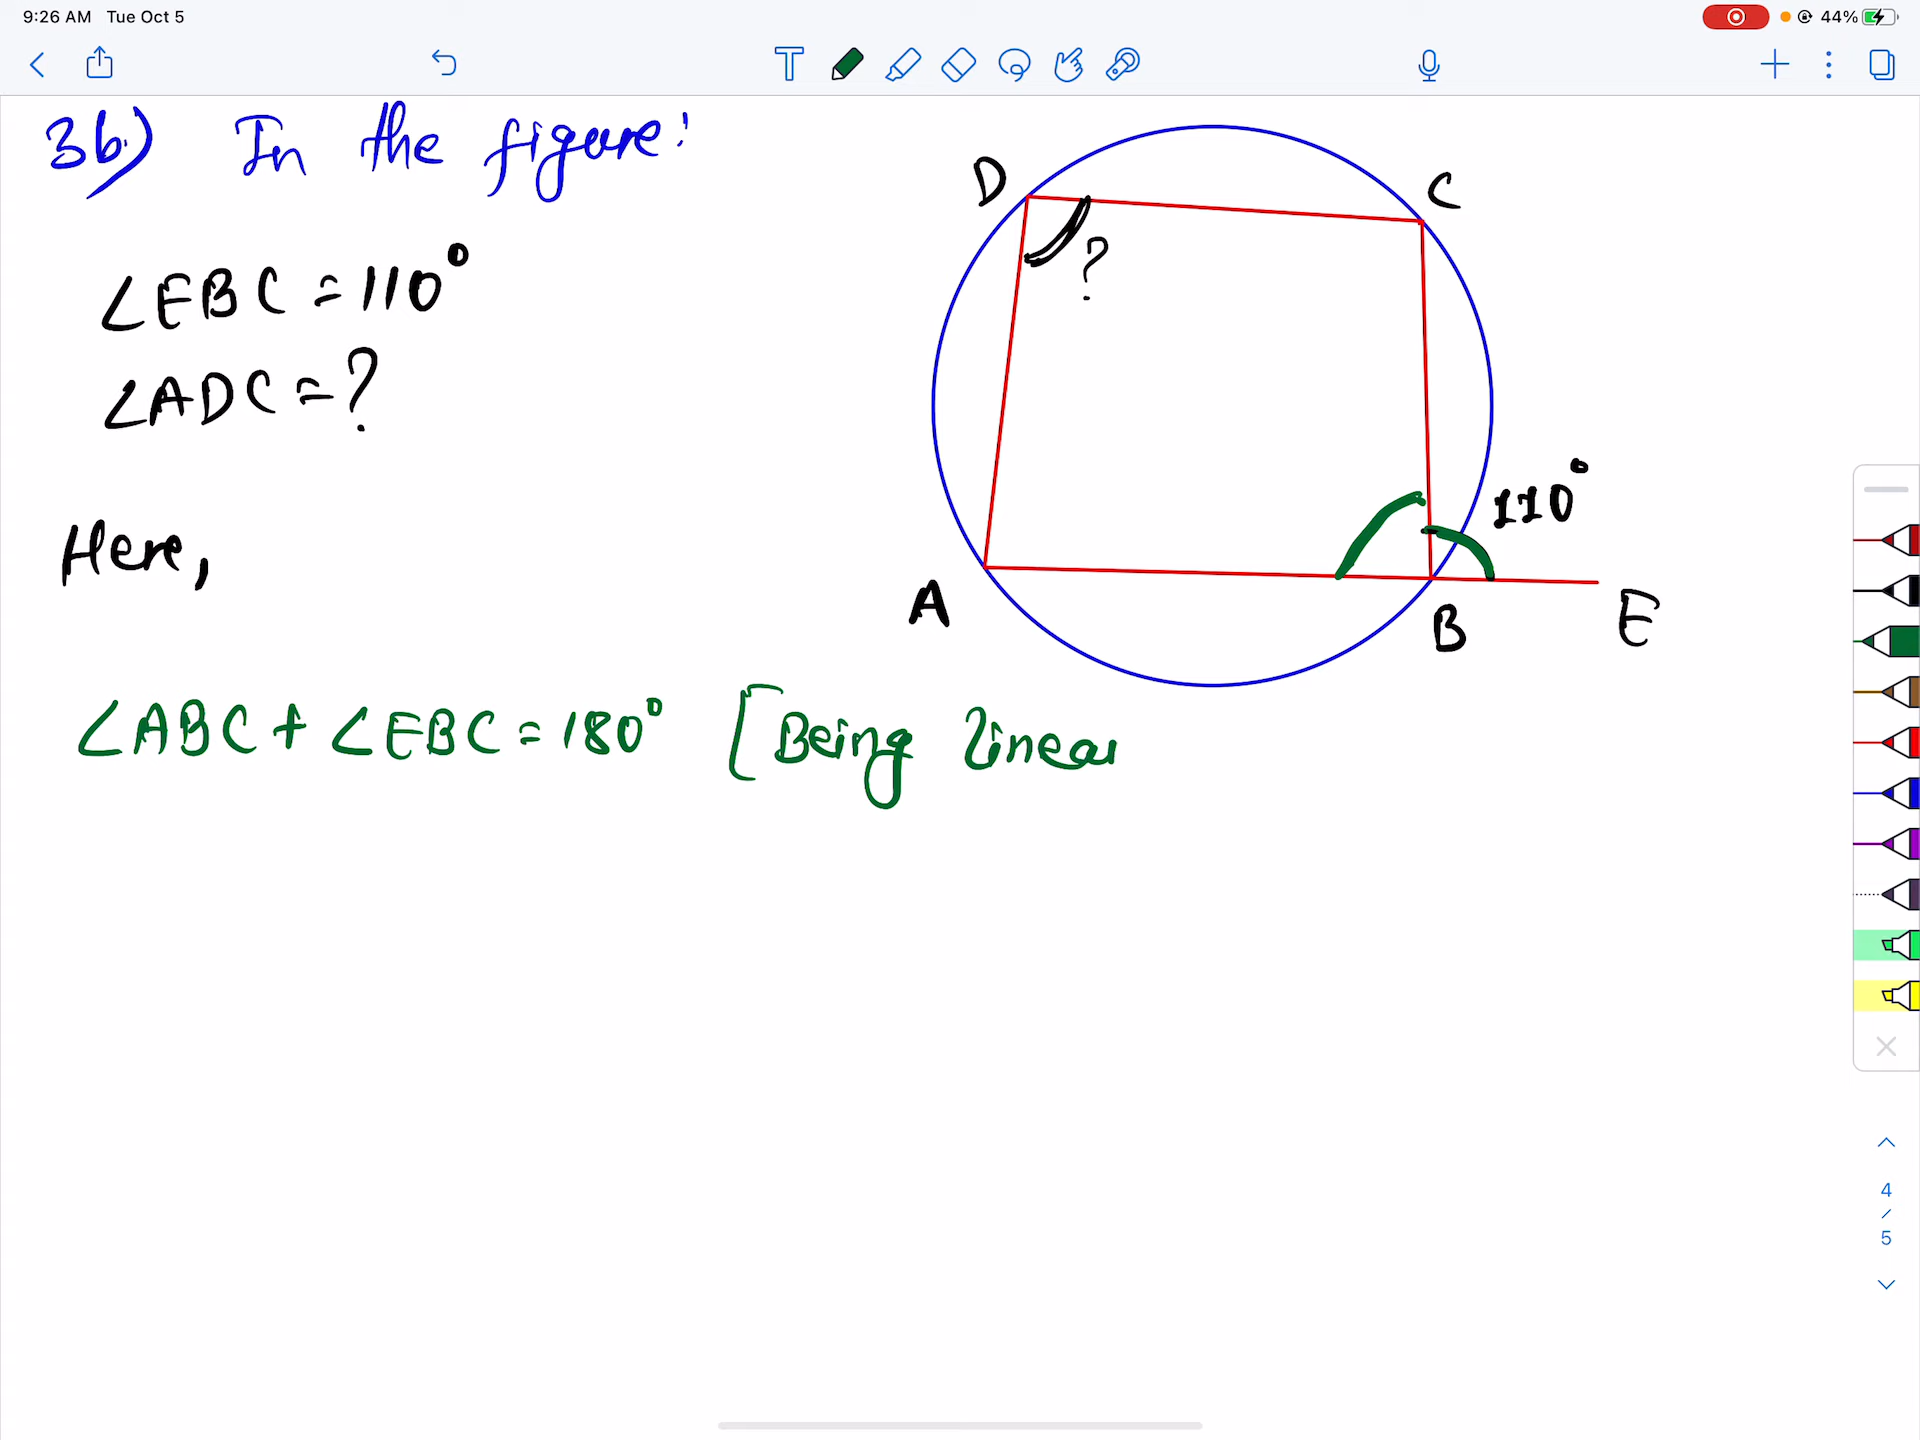 9:26 AM Tue Oct 5
44%
3b) In the figure:
∠EBC = 110°
∠ADC = ?
Here,
D
C
?
110°
A
B
E
∠ABC + ∠EBC = 180° [Being linear
4
/
5